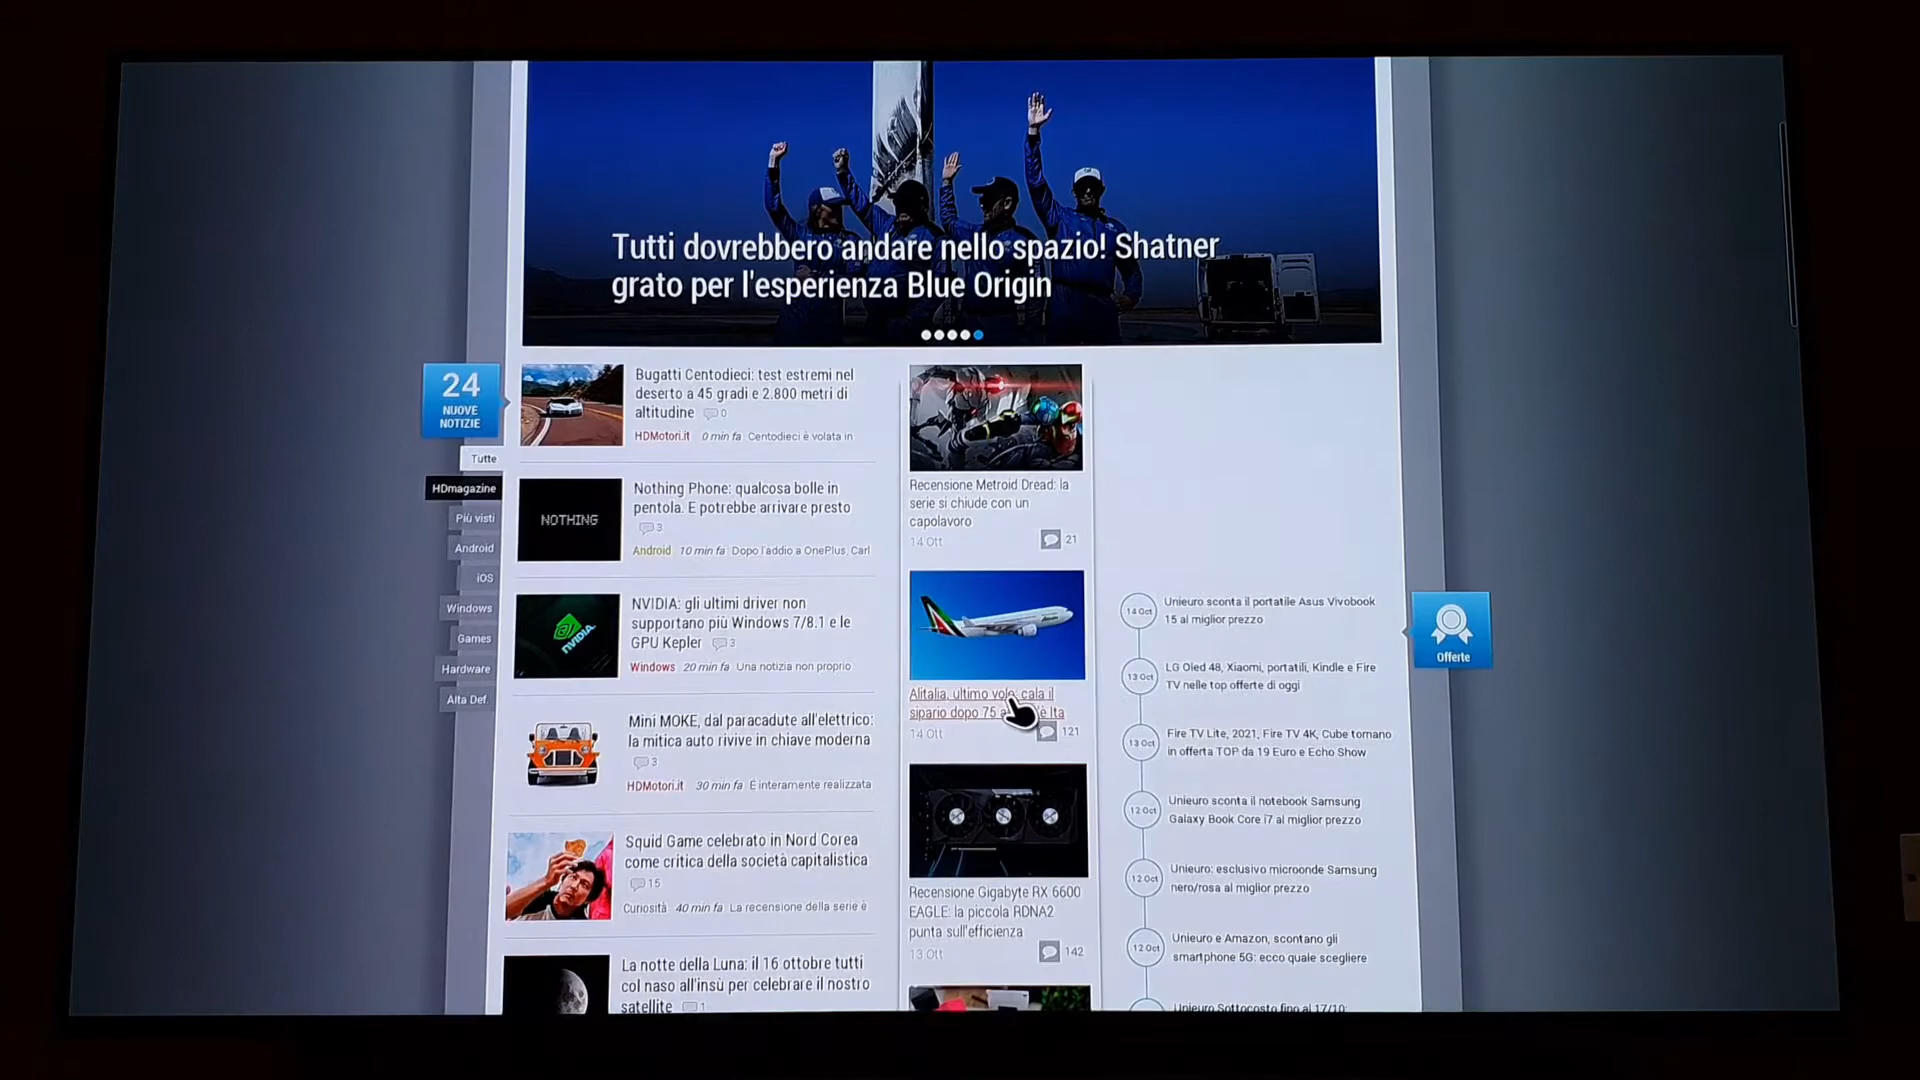 Tutti dovrebbero andare nello spazio! Shatner
grato per l'esperienza Blue Origin
24
NUOVE
NOTIZIE
Tutte
HDmagazine
Più visti
Android
iOS
Windows
Games
Hardware
Alta Def.
Bugatti Centodieci: test estremi nel
deserto a 45 gradi e 2.800 metri di
altitudine 0
HDMotori.it 0 min fa Centodieci è volata in
NOTHING
Nothing Phone: qualcosa bolle in
pentola. E potrebbe arrivare presto
3
Android 10 min fa Dopo l'addio a OnePlus, Carl
NVIDIA
NVIDIA: gli ultimi driver non
supportano più Windows 7/8.1 e le
GPU Kepler 3
Windows 20 min fa Una notizia non proprio
Mini MOKE, dal paracadute all'elettrico:
la mitica auto rivive in chiave moderna
3
HDMotori.it 30 min fa È interamente realizzata
Squid Game celebrato in Nord Corea
come critica della società capitalistica
15
Curiosità 40 min fa La recensione della serie è
La notte della Luna: il 16 ottobre tutti
col naso all'insù per celebrare il nostro
satellite 1
Recensione Metroid Dread: la
serie si chiude con un
capolavoro
14 Ott 21
Alitalia, ultimo volo: cala il
sipario dopo 75 è Ita
14 Ott 121
Recensione Gigabyte RX 6600
EAGLE: la piccola RDNA2
punta sull'efficienza
13 Ott 142
14 Oct
Unieuro sconta il portatile Asus Vivobook
15 al miglior prezzo
13 Oct
LG Oled 48, Xiaomi, portatili, Kindle e Fire
TV nelle top offerte di oggi
13 Oct
Fire TV Lite, 2021, Fire TV 4K, Cube tornano
in offerta TOP da 19 Euro e Echo Show
12 Oct
Unieuro sconta il notebook Samsung
Galaxy Book Core i7 al miglior prezzo
12 Oct
Unieuro: esclusivo microonde Samsung
nero/rosa al miglior prezzo
12 Oct
Unieuro e Amazon, scontano gli
smartphone 5G: ecco quale scegliere
Unieuro Sottocosto fino al 17/10:
Offerte